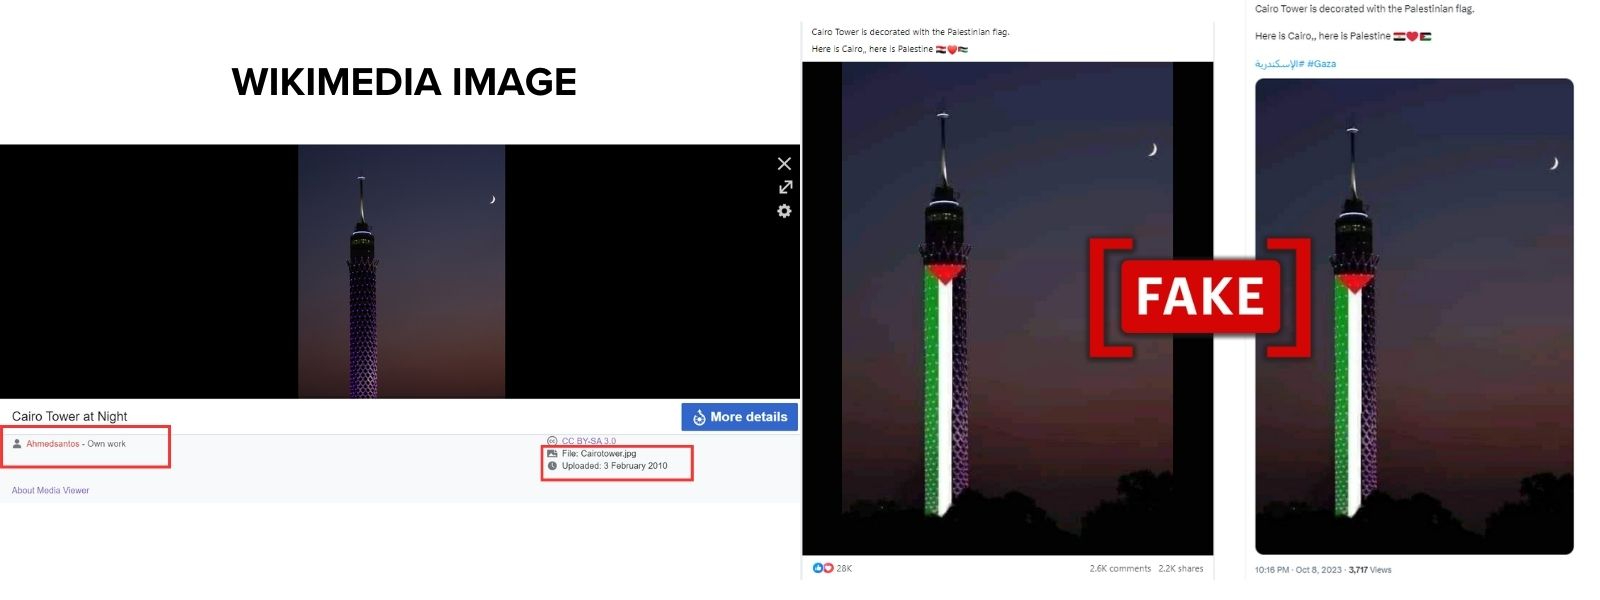 WIKIMEDIA IMAGE
Cairo Tower at Night
More details
Ahmedsantos - Own work
CC BY-SA 3.0
File: Cairotower.jpg
Uploaded: 3 February 2010
About Media Viewer
Cairo Tower is decorated with the Palestinian flag.
Here is Cairo,, here is Palestine 🇪🇬❤️🇵🇸
28K
2.6K comments 2.2K shares
FAKE
Cairo Tower is decorated with the Palestinian flag.
Here is Cairo,, here is Palestine 🇪🇬❤️🇵🇸
#الإسكندرية #Gaza
10:16 PM · Oct 8, 2023 · 3,717 Views